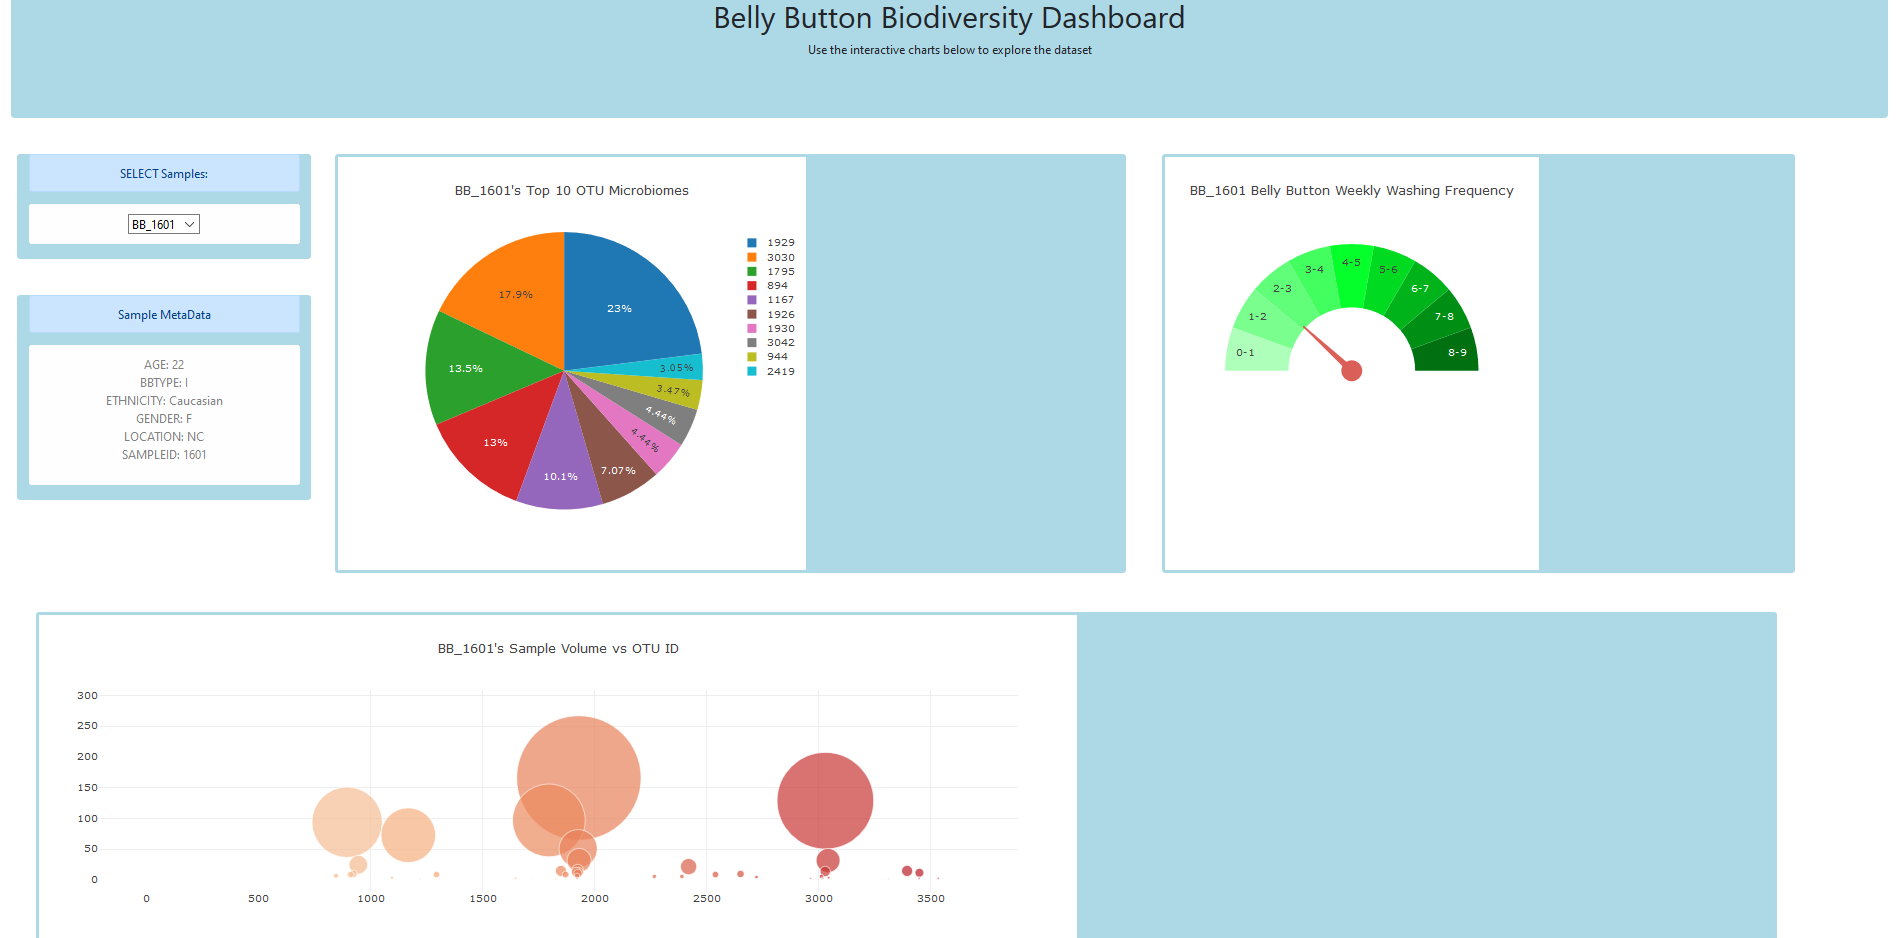 Belly Button Biodiversity Dashboard
Use the interactive charts below to explore the dataset
SELECT Samples:
BB_1601
Sample MetaData
AGE: 22
BBTYPE: I
ETHNICITY: Caucasian
GENDER: F
LOCATION: NC
SAMPLEID: 1601
BB_1601's Top 10 OTU Microbiomes
23%
17.9%
13.5%
13%
10.1%
7.07%
4.44%
4.44%
3.47%
3.05%
1929
3030
1795
894
1167
1926
1930
3042
944
2419
BB_1601 Belly Button Weekly Washing Frequency
0-1
1-2
2-3
3-4
4-5
5-6
6-7
7-8
8-9
BB_1601's Sample Volume vs OTU ID
300
250
200
150
100
50
0
0 500 1000 1500 2000 2500 3000 3500